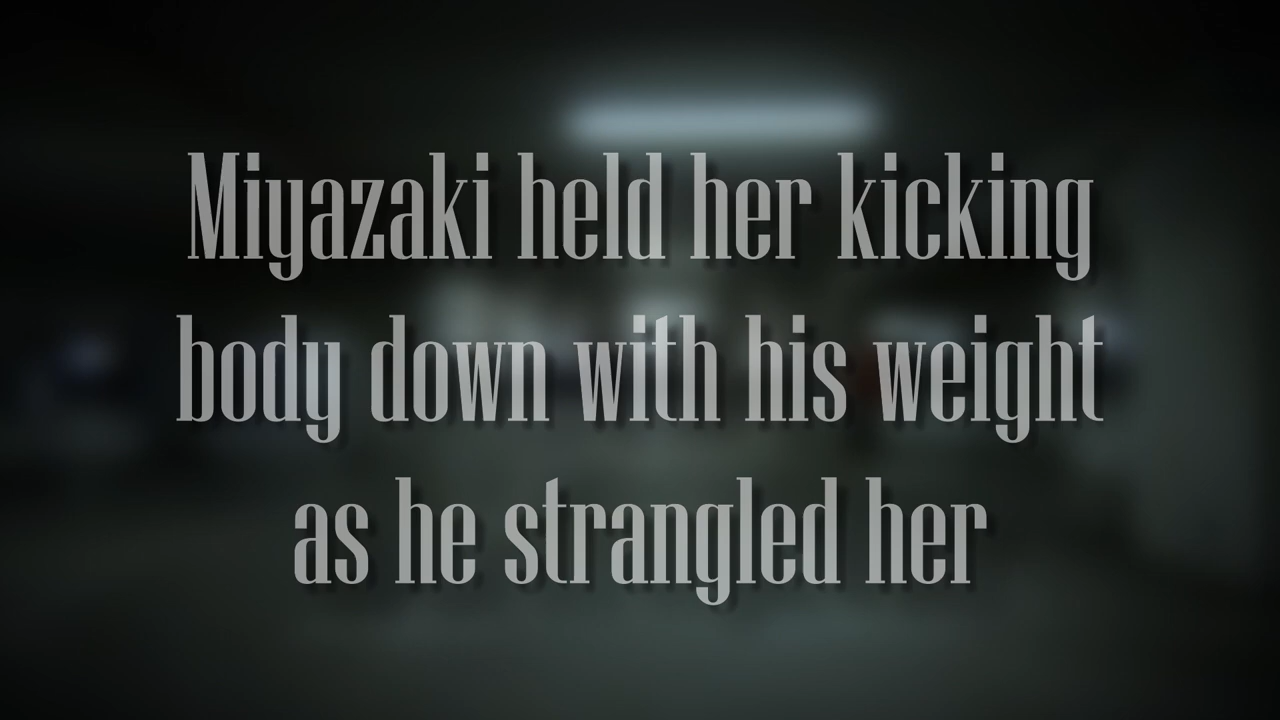 Miyazaki held her kicking
body down with his weight
as he strangled her